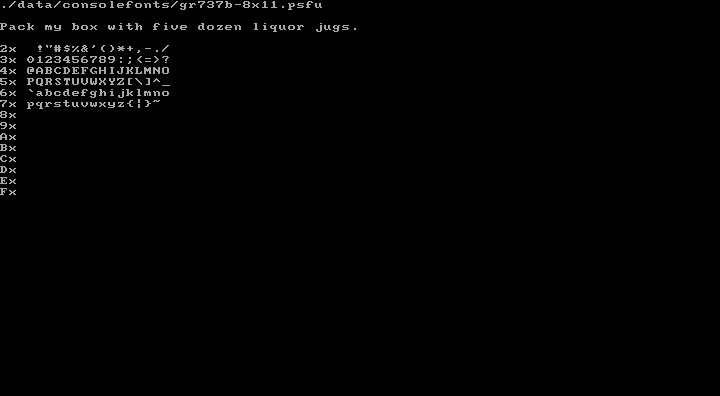 ./data/consolefonts/gr737b-8x11.psfu
Pack my box with five dozen liquor jugs.
2x  !"#$%&'()*+,-./
3x 0123456789:;<=>?
4x @ABCDEFGHIJKLMNO
5x PQRSTUVWXYZ[\]^_
6x `abcdefghijklmno
7x pqrstuvwxyz{¦}~
8x
9x
Ax
Bx
Cx
Dx
Ex
Fx